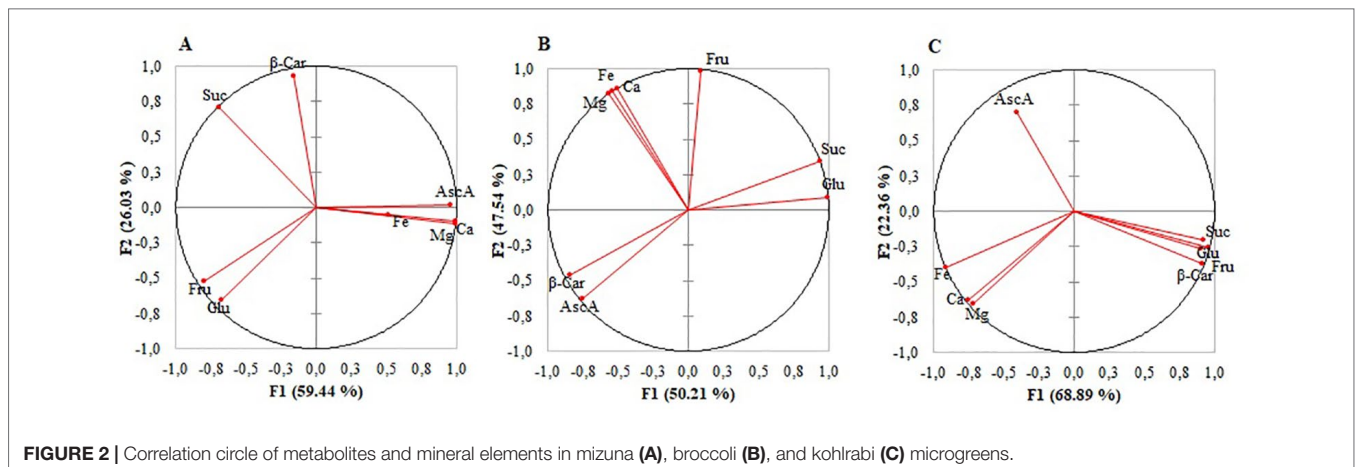 A
F2 (26.03 %)
1,0
0,8
0,5
0,3
0,0
-0,3
-0,5
-0,8
-1,0
β-Car
Suc
AscA
Fe
Ca
Mg
Fru
Glu
-1,0 -0,8 -0,5 -0,3 0,0 0,3 0,5 0,8 1,0
F1 (59.44 %)
B
F2 (47.54 %)
1,0
0,8
0,5
0,3
0,0
-0,3
-0,5
-0,8
-1,0
Fru
Fe
Ca
Mg
Suc
Glu
β-Car
AscA
-1,0 -0,8 -0,5 -0,3 0,0 0,3 0,5 0,8 1,0
F1 (50.21 %)
C
F2 (22.36 %)
1,0
0,8
0,5
0,3
0,0
-0,3
-0,5
-0,8
-1,0
AscA
Suc
Glu
Fru
β-Car
Fe
Ca
Mg
-1,0 -0,8 -0,5 -0,3 0,0 0,3 0,5 0,8 1,0
F1 (68.89 %)
FIGURE 2 | Correlation circle of metabolites and mineral elements in mizuna (A), broccoli (B), and kohlrabi (C) microgreens.